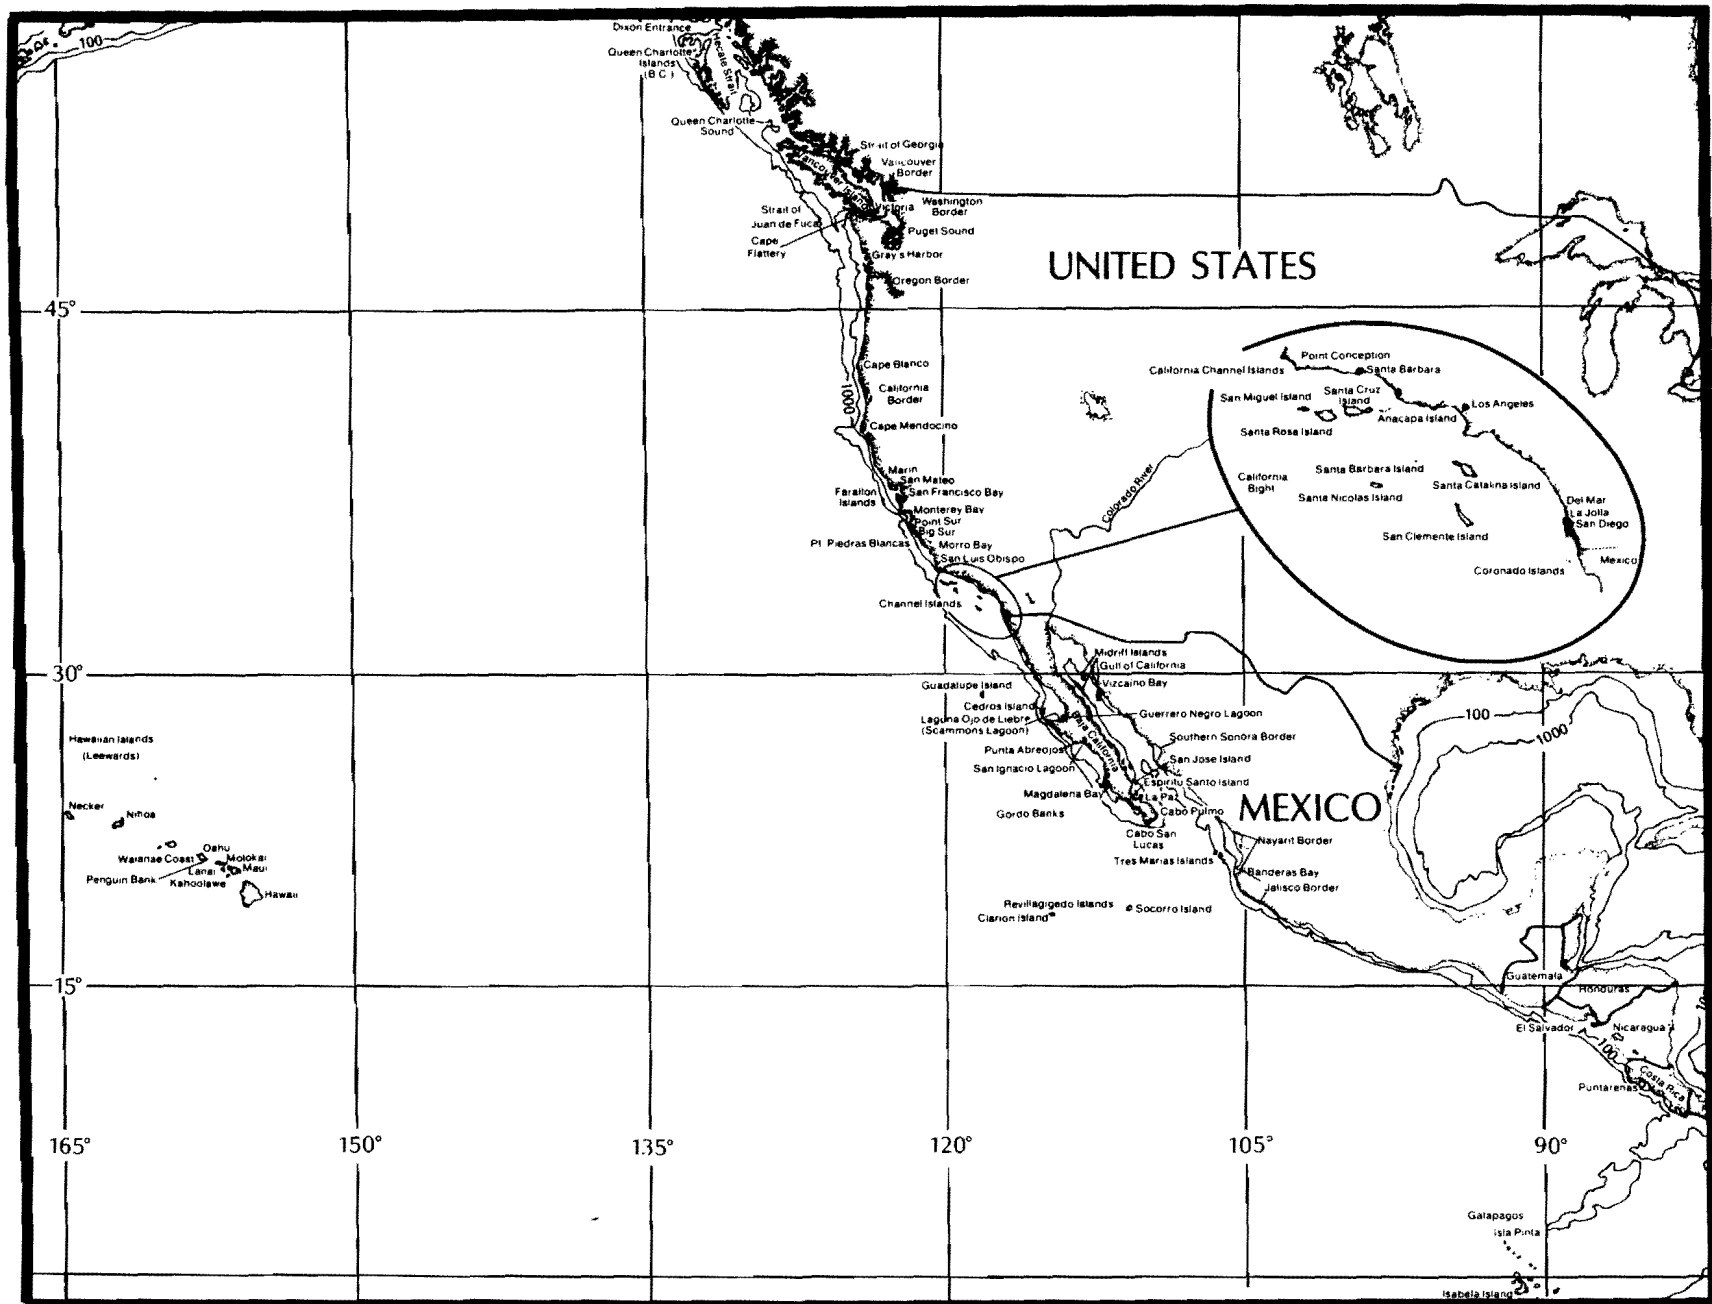 100
Dixon Entrance
Queen Charlotte
Islands
(B.C.)
Hecate Strait
Queen Charlotte
Sound
Strait of Georgia
Vancouver
Border
Vancouver Island
Victoria
Washington
Border
Strait of
Juan de Fuca
Puget Sound
Cape
Flattery
Gray's Harbor
Oregon Border
UNITED STATES
45°
Cape Blanco
California
Border
1000
Cape Mendocino
Point Conception
California Channel Islands
Santa Barbara
San Miguel Island
Santa Cruz
Island
Los Angeles
Anacapa Island
Santa Rosa Island
Santa Barbara Island
California
Bight
Santa Catalina Island
Santa Nicolas Island
Del Mar
La Jolla
San Diego
San Clemente Island
Mexico
Coronado Islands
Colorado River
Marin
San Mateo
San Francisco Bay
Farallon
Islands
Monterey Bay
Point Sur
Big Sur
Pt. Piedras Blancas
Morro Bay
San Luis Obispo
Channel Islands
30°
Midriff Islands
Gulf of California
Vizcaino Bay
Guadalupe Island
Cedros Island
Laguna Ojo de Liebre
(Scammons Lagoon)
Guerrero Negro Lagoon
Baja California
Southern Sonora Border
Punta Abreojos
San Ignacio Lagoon
San Jose Island
Espiritu Santo Island
Magdalena Bay
La Paz
Gordo Banks
Cabo Pulmo
Cabo San
Lucas
MEXICO
100
1000
Nayarit Border
Tres Marias Islands
Banderas Bay
Jalisco Border
Revillagigedo Islands
Socorro Island
Clarion Island
Hawaiian Islands
(Leewards)
Necker
Nihoa
Oahu
Waianae Coast
Molokai
Lanai
Maui
Penguin Bank
Kahoolawe
Hawaii
15°
Guatemala
Honduras
El Salvador
Nicaragua
100
Costa Rica
Puntarenas
165°
150°
135°
120°
105°
90°
Galapagos
Isla Pinta
Isabela Island